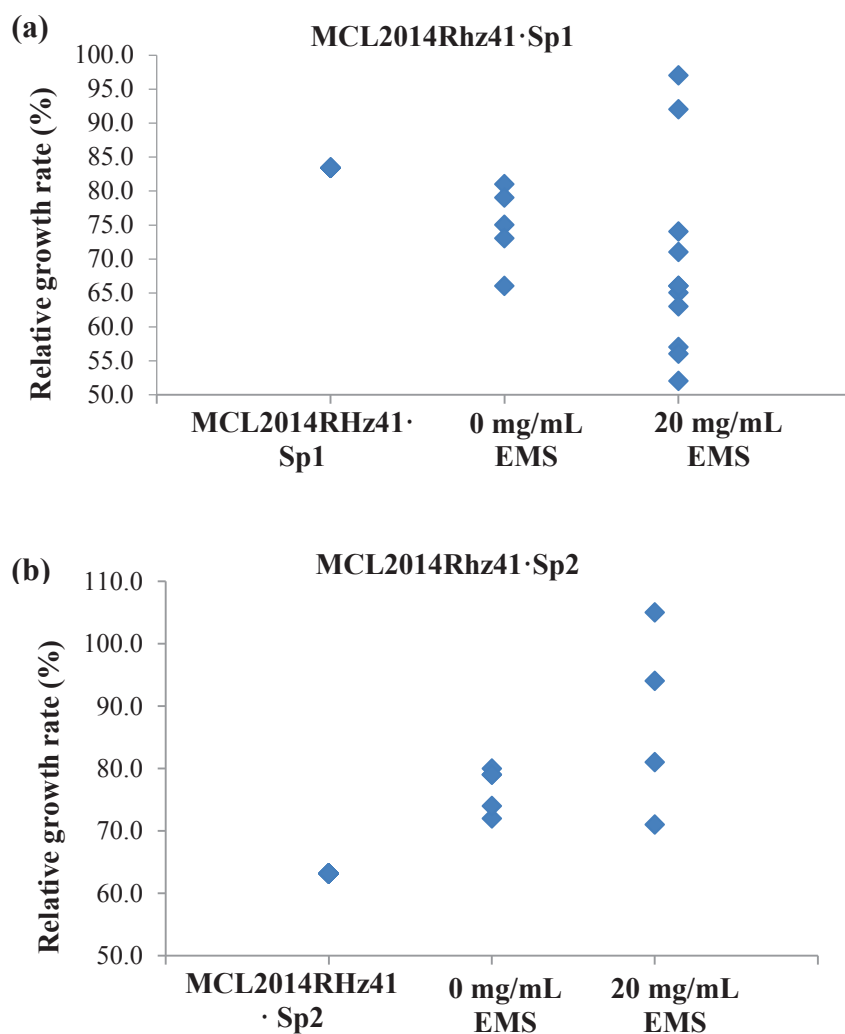 (a)
MCL2014Rhz41·Sp1
Relative growth rate (%)
100.0
95.0
90.0
85.0
80.0
75.0
70.0
65.0
60.0
55.0
50.0
MCL2014RHz41·
Sp1
0 mg/mL
EMS
20 mg/mL
EMS
(b)
MCL2014Rhz41·Sp2
Relative growth rate (%)
110.0
100.0
90.0
80.0
70.0
60.0
50.0
MCL2014RHz41
· Sp2
0 mg/mL
EMS
20 mg/mL
EMS